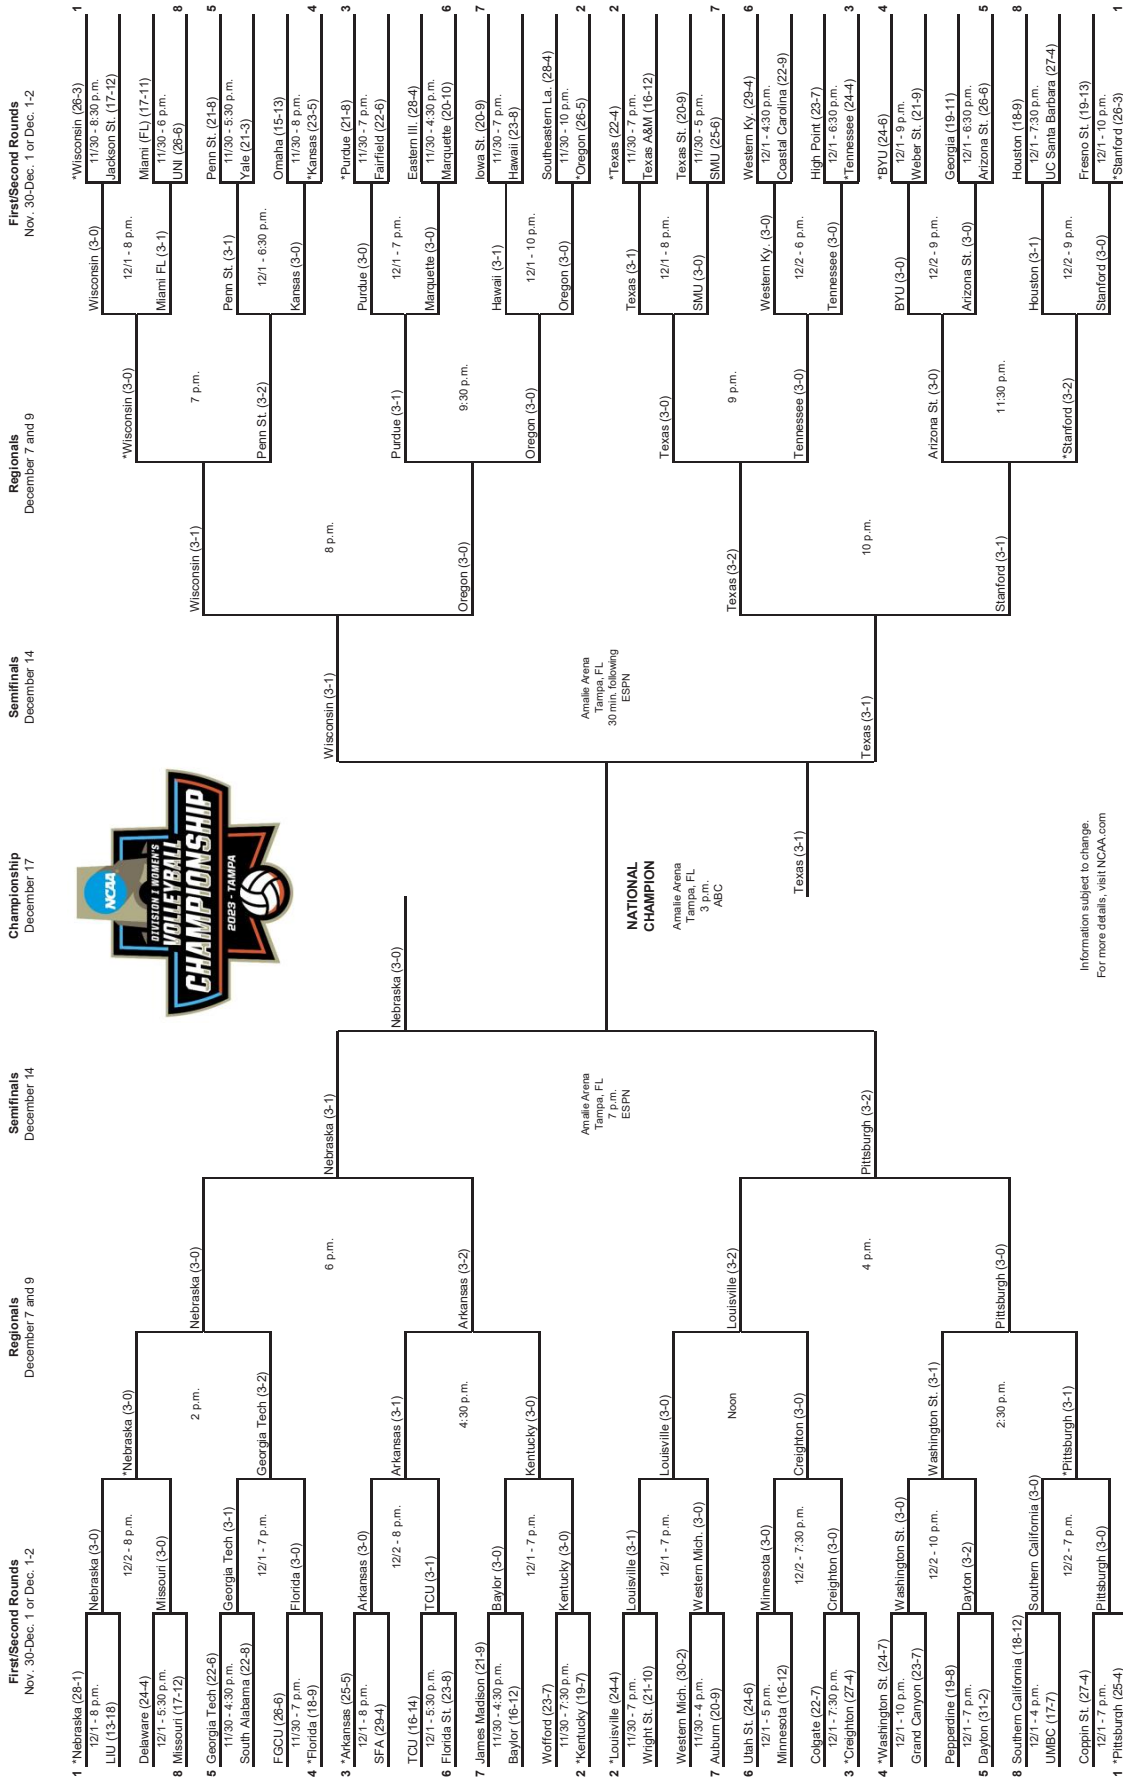 First/Second Rounds
Nov. 30-Dec. 1 or Dec. 1-2
Regionals
December 7 and 9
Semifinals
December 14
Championship
December 17
Semifinals
December 14
Regionals
December 7 and 9
First/Second Rounds
Nov. 30-Dec. 1 or Dec. 1-2
1 *Nebraska (28-1)
12/1 - 8 p.m.
LIU (13-18)
Delaware (24-4)
12/1 - 5:30 p.m.
8 Missouri (17-12)
5 Georgia Tech (22-6)
11/30 - 4:30 p.m.
South Alabama (22-8)
FGCU (26-6)
11/30 - 7 p.m.
4 *Florida (18-9)
3 *Arkansas (25-5)
12/1 - 8 p.m.
SFA (29-4)
TCU (16-14)
12/1 - 5:30 p.m.
6 Florida St. (23-8)
7 James Madison (21-9)
11/30 - 4:30 p.m.
Baylor (16-12)
Wofford (23-7)
11/30 - 7:30 p.m.
2 *Kentucky (19-7)
2 *Louisville (24-4)
11/30 - 7 p.m.
Wright St. (21-10)
Western Mich. (30-2)
11/30 - 4 p.m.
7 Auburn (20-9)
6 Utah St. (24-6)
12/1 - 5 p.m.
Minnesota (16-12)
Colgate (22-7)
12/1 - 7:30 p.m.
3 *Creighton (27-4)
4 *Washington St. (24-7)
12/1 - 10 p.m.
Grand Canyon (23-7)
Pepperdine (19-8)
12/1 - 7 p.m.
5 Dayton (31-2)
8 Southern California (18-12)
12/1 - 4 p.m.
UMBC (17-7)
Coppin St. (27-4)
12/1 - 7 p.m.
1 *Pittsburgh (25-4)
Nebraska (3-0)
12/2 - 8 p.m.
Missouri (3-0)
Georgia Tech (3-1)
12/1 - 7 p.m.
Florida (3-0)
Arkansas (3-0)
12/2 - 8 p.m.
TCU (3-1)
Baylor (3-0)
12/1 - 7 p.m.
Kentucky (3-0)
Louisville (3-1)
12/1 - 7 p.m.
Western Mich. (3-0)
Minnesota (3-0)
12/2 - 7:30 p.m.
Creighton (3-0)
Washington St. (3-0)
12/2 - 10 p.m.
Dayton (3-2)
Southern California (3-0)
12/2 - 7 p.m.
Pittsburgh (3-0)
*Nebraska (3-0)
2 p.m.
Georgia Tech (3-2)
Arkansas (3-1)
4:30 p.m.
Kentucky (3-0)
Louisville (3-0)
Noon
Creighton (3-0)
Washington St. (3-1)
2:30 p.m.
*Pittsburgh (3-1)
Nebraska (3-0)
6 p.m.
Arkansas (3-2)
Louisville (3-2)
4 p.m.
Pittsburgh (3-0)
Nebraska (3-1)
Amalie Arena
Tampa, FL
7 p.m.
ESPN
Pittsburgh (3-2)
Nebraska (3-0)
NCAA
DIVISION I WOMEN'S
VOLLEYBALL
CHAMPIONSHIP
2023 - TAMPA
NATIONAL
CHAMPION
Amalie Arena
Tampa, FL
3 p.m.
ABC
Texas (3-1)
Information subject to change.
For more details, visit NCAA.com
Wisconsin (3-1)
Amalie Arena
Tampa, FL
30 min. following
ESPN
Texas (3-1)
Wisconsin (3-1)
8 p.m.
Oregon (3-0)
Texas (3-2)
10 p.m.
Stanford (3-1)
*Wisconsin (3-0)
7 p.m.
Penn St. (3-2)
Purdue (3-1)
9:30 p.m.
Oregon (3-0)
Texas (3-0)
9 p.m.
Tennessee (3-0)
Arizona St. (3-0)
11:30 p.m.
*Stanford (3-2)
Wisconsin (3-0)
12/1 - 8 p.m.
Miami FL (3-1)
Penn St. (3-1)
12/1 - 6:30 p.m.
Kansas (3-0)
Purdue (3-0)
12/1 - 7 p.m.
Marquette (3-0)
Hawaii (3-1)
12/1 - 10 p.m.
Oregon (3-0)
Texas (3-1)
12/1 - 8 p.m.
SMU (3-0)
Western Ky. (3-0)
12/2 - 6 p.m.
Tennessee (3-0)
BYU (3-0)
12/2 - 9 p.m.
Arizona St. (3-0)
Houston (3-1)
12/2 - 9 p.m.
Stanford (3-0)
*Wisconsin (26-3) 1
11/30 - 8:30 p.m.
Jackson St. (17-12)
Miami (FL) (17-11)
11/30 - 6 p.m.
UNI (26-6) 8
Penn St. (21-8) 5
11/30 - 5:30 p.m.
Yale (21-3)
Omaha (15-13)
11/30 - 8 p.m.
*Kansas (23-5) 4
*Purdue (21-8) 3
11/30 - 7 p.m.
Fairfield (22-6)
Eastern Ill. (28-4)
11/30 - 4:30 p.m.
Marquette (20-10) 6
Iowa St. (20-9) 7
11/30 - 7 p.m.
Hawaii (23-8)
Southeastern La. (28-4)
11/30 - 10 p.m.
*Oregon (26-5) 2
*Texas (22-4) 2
11/30 - 7 p.m.
Texas A&M (16-12)
Texas St. (20-9)
11/30 - 5 p.m.
SMU (25-6) 7
Western Ky. (29-4) 6
12/1 - 4:30 p.m.
Coastal Carolina (22-9)
High Point (23-7)
12/1 - 6:30 p.m.
*Tennessee (24-4) 3
*BYU (24-6) 4
12/1 - 9 p.m.
Weber St. (21-9)
Georgia (19-11)
12/1 - 6:30 p.m.
Arizona St. (26-6) 5
Houston (18-9) 8
12/1 - 7:30 p.m.
UC Santa Barbara (27-4)
Fresno St. (19-13)
12/1 - 10 p.m.
*Stanford (26-3) 1